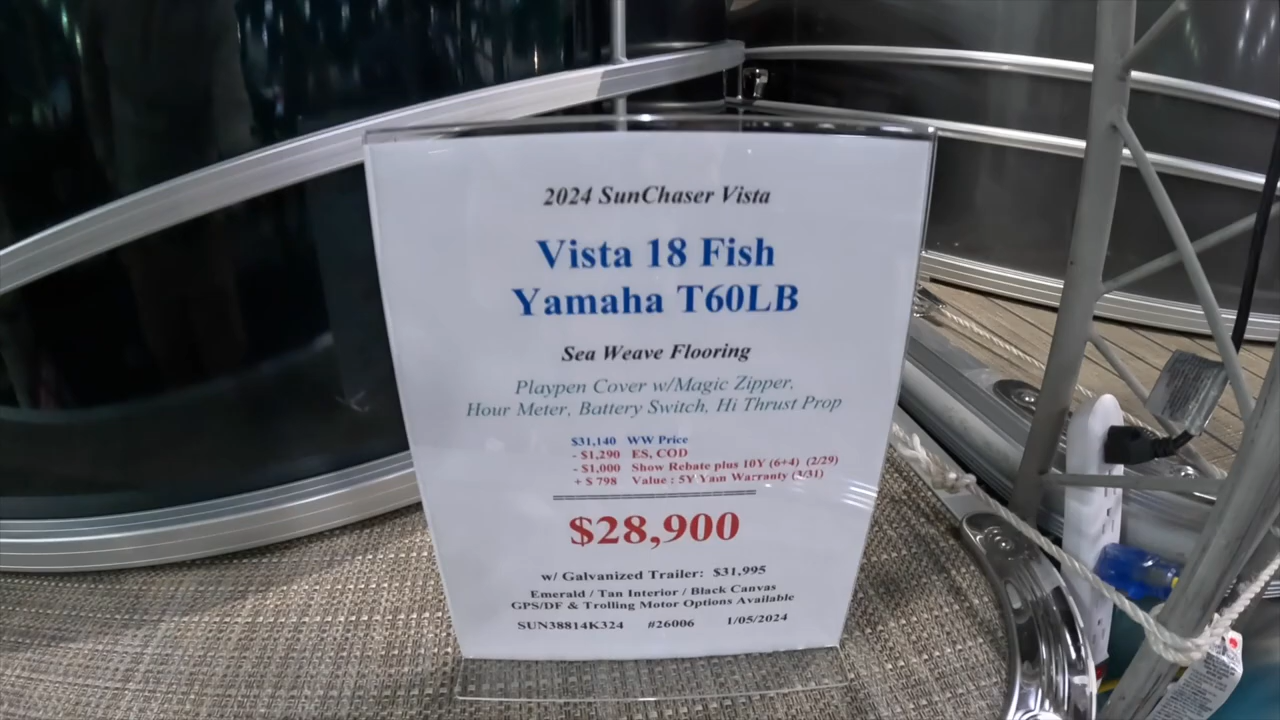 2024 SunChaser Vista
Vista 18 Fish
Yamaha T60LB
Sea Weave Flooring
Playpen Cover w/Magic Zipper,
Hour Meter, Battery Switch, Hi Thrust Prop
$31,140 WW Price
- $1,290 ES, COD
- $1,000 Show Rebate plus 10Y (6+4) (2/29)
+ $ 798 Value : 5Y Yam Warranty (3/31)
$28,900
w/ Galvanized Trailer: $31,995
Emerald / Tan Interior / Black Canvas
GPS/DF & Trolling Motor Options Available
SUN38814K324 #26006 1/05/2024